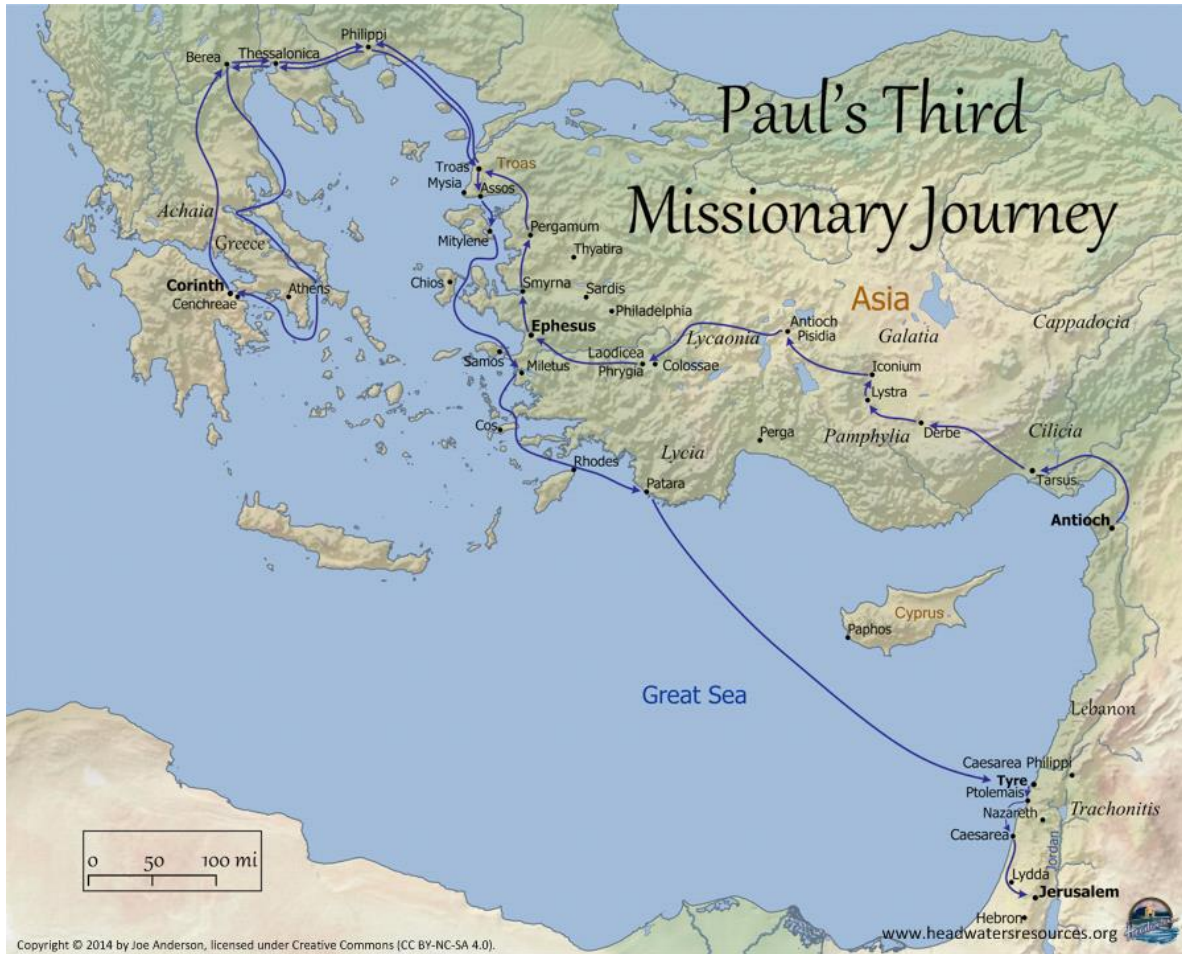 Paul's Third
Missionary Journey
Philippi
Berea
Thessalonica
Troas
Troas
Mysia
Assos
Achaia
Pergamum
Mitylene
Greece
Thyatira
Chios
Smyrna
Corinth
Athens
Cenchreae
Sardis
Asia
Philadelphia
Cappadocia
Ephesus
Antioch
Pisidia
Galatia
Lycaonia
Samos
Laodicea
Miletus
Phrygia
Colossae
Iconium
Lystra
Cos
Perga
Pamphylia
Derbe
Cilicia
Lycia
Rhodes
Patara
Tarsus
Antioch
Cyprus
Paphos
Great Sea
Lebanon
Caesarea Philippi
Tyre
Ptolemais
Nazareth
Trachonitis
Caesarea
Jordan
0 50 100 mi
Lydda
Jerusalem
Hebron
www.headwatersresources.org
Headwaters
Copyright © 2014 by Joe Anderson, licensed under Creative Commons (CC BY-NC-SA 4.0).